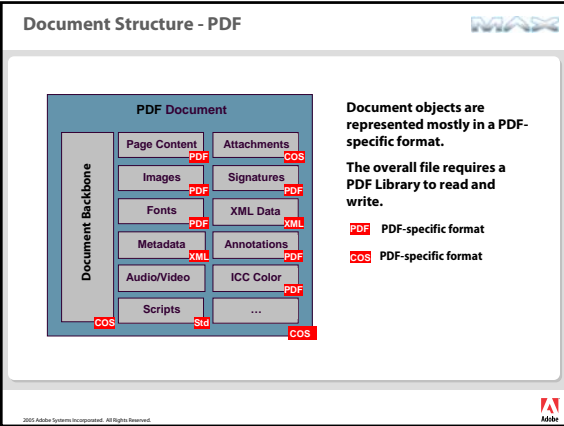 Document Structure - PDF
MAX
PDF Document
Document Backbone
COS
Page Content
PDF
Attachments
COS
Images
PDF
Signatures
PDF
Fonts
PDF
XML Data
XML
Metadata
XML
Annotations
PDF
Audio/Video
ICC Color
PDF
Scripts
Std
...
COS
Document objects are
represented mostly in a PDF-
specific format.
The overall file requires a
PDF Library to read and
write.
PDF PDF-specific format
COS PDF-specific format
2005 Adobe Systems Incorporated. All Rights Reserved.
Adobe